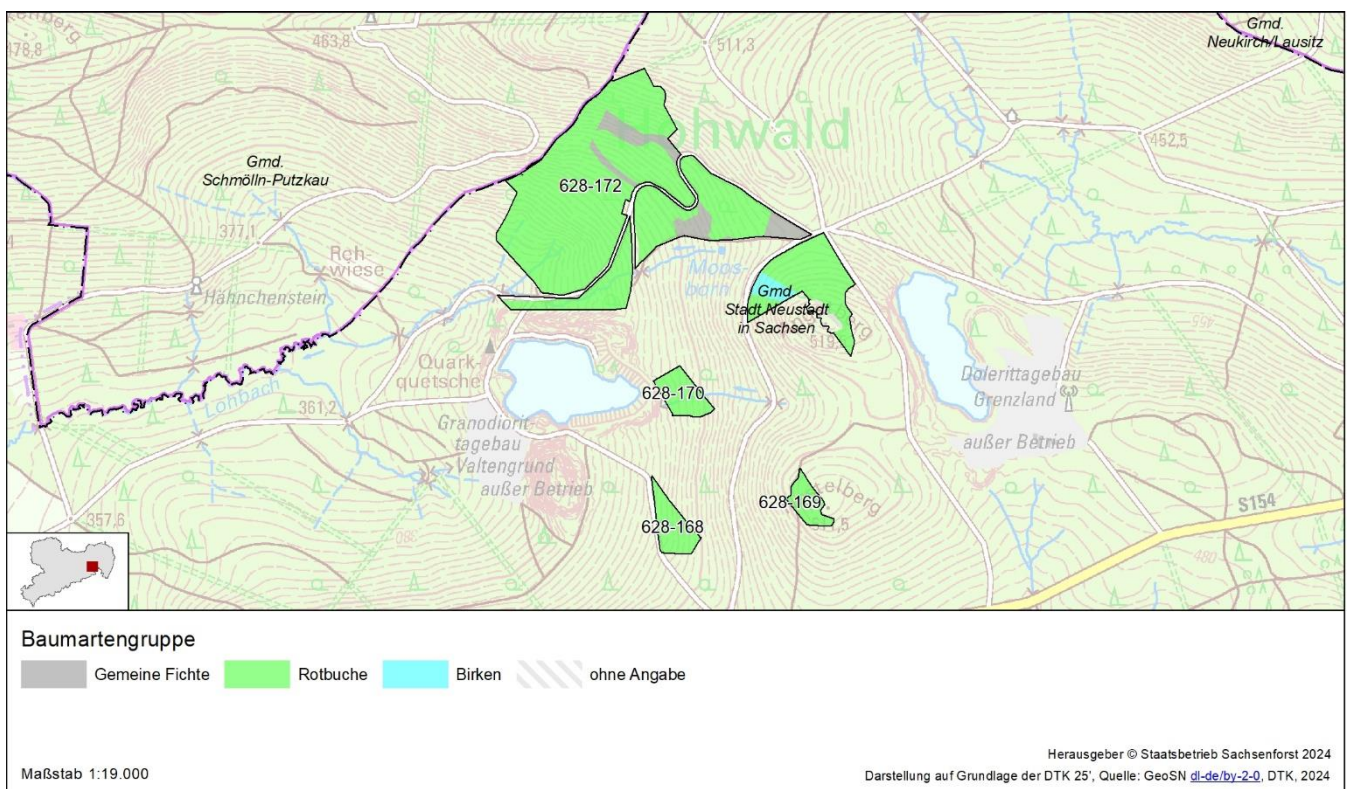 478,8
463,8
511,3
Gmd.
Neukirch/Lausitz
452,5
Gmd.
Schmölln-Putzkau
628-172
377,1
Reh-
wiese
Hähnchenstein
Moos-
born
Gmd.
Stadt Neustadt
in Sachsen
Quark-
quetsche
Lohbach
361,2
628-170
Dolerittagebau
Grenzland
außer Betrieb
Granodiorit-
tagebau
Valtengrund
außer Betrieb
628-169
628-168
S154
357,6
480
Baumartengruppe
Gemeine Fichte Rotbuche Birken ohne Angabe
Maßstab 1:19.000
Herausgeber © Staatsbetrieb Sachsenforst 2024
Darstellung auf Grundlage der DTK 25', Quelle: GeoSN dl-de/by-2-0, DTK, 2024